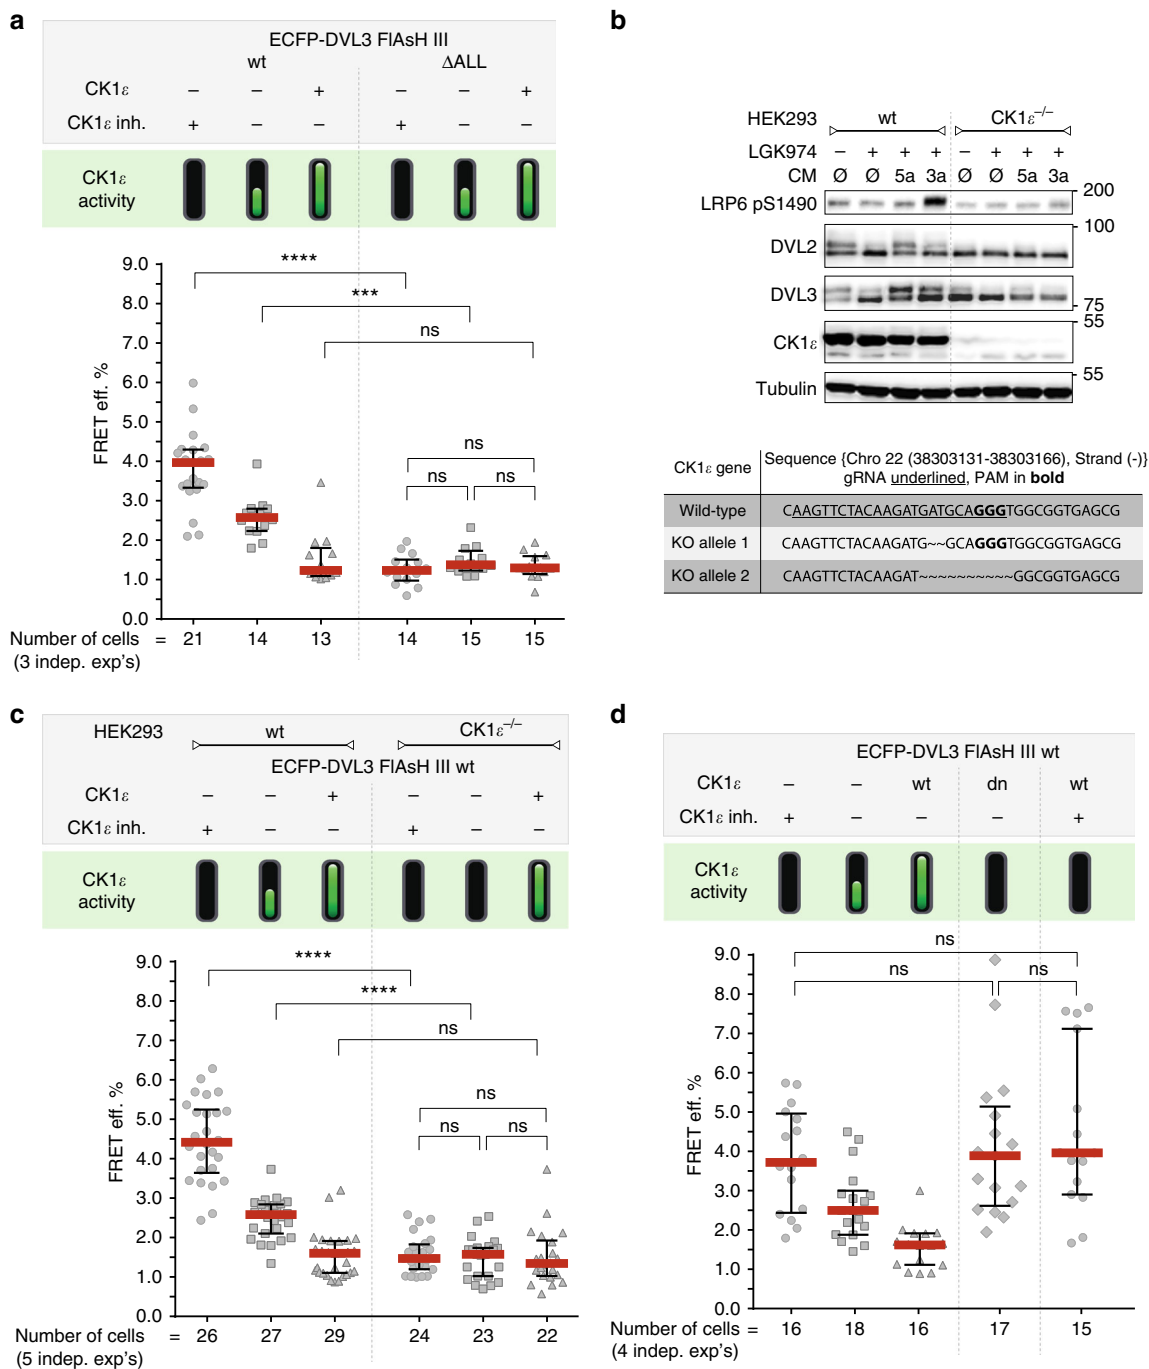 a
ECFP-DVL3 FlAsH III
wt ΔALL
CK1ε – – + – – +
CK1ε inh. + – – + – –
CK1ε
activity
****
***
ns
ns
ns ns
FRET eff. %
9.0
8.0
7.0
6.0
5.0
4.0
3.0
2.0
1.0
0.0
Number of cells = 21 14 13 14 15 15
(3 indep. exp's)
b
HEK293 wt CK1ε–/–
LGK974 – + + + – + + +
CM Ø Ø 5a 3a Ø Ø 5a 3a
LRP6 pS1490 200
DVL2 100
DVL3 75
CK1ε 55
Tubulin 55
CK1ε gene
Sequence {Chro 22 (38303131-38303166), Strand (-)}
gRNA underlined, PAM in bold
Wild-type CAAGTTCTACAAGATGATGCAGGGTGGCGGTGAGCG
KO allele 1 CAAGTTCTACAAGATG~~GCAGGGTGGCGGTGAGCG
KO allele 2 CAAGTTCTACAAGAT~~~~~~~~~~GGCGGTGAGCG
c
HEK293 wt CK1ε–/–
ECFP-DVL3 FlAsH III wt
CK1ε – – + – – +
CK1ε inh. + – – + – –
CK1ε
activity
****
****
ns
ns
ns ns
FRET eff. %
9.0
8.0
7.0
6.0
5.0
4.0
3.0
2.0
1.0
0.0
Number of cells = 26 27 29 24 23 22
(5 indep. exp's)
d
ECFP-DVL3 FlAsH III wt
CK1ε – – wt dn wt
CK1ε inh. + – – – +
CK1ε
activity
ns
ns ns
FRET eff. %
9.0
8.0
7.0
6.0
5.0
4.0
3.0
2.0
1.0
0.0
Number of cells = 16 18 16 17 15
(4 indep. exp's)